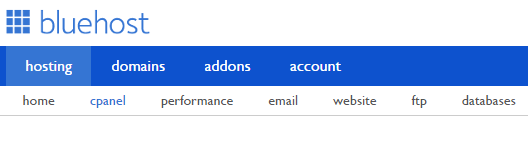 bluehost
hosting domains addons account
home cpanel performance email website ftp databases